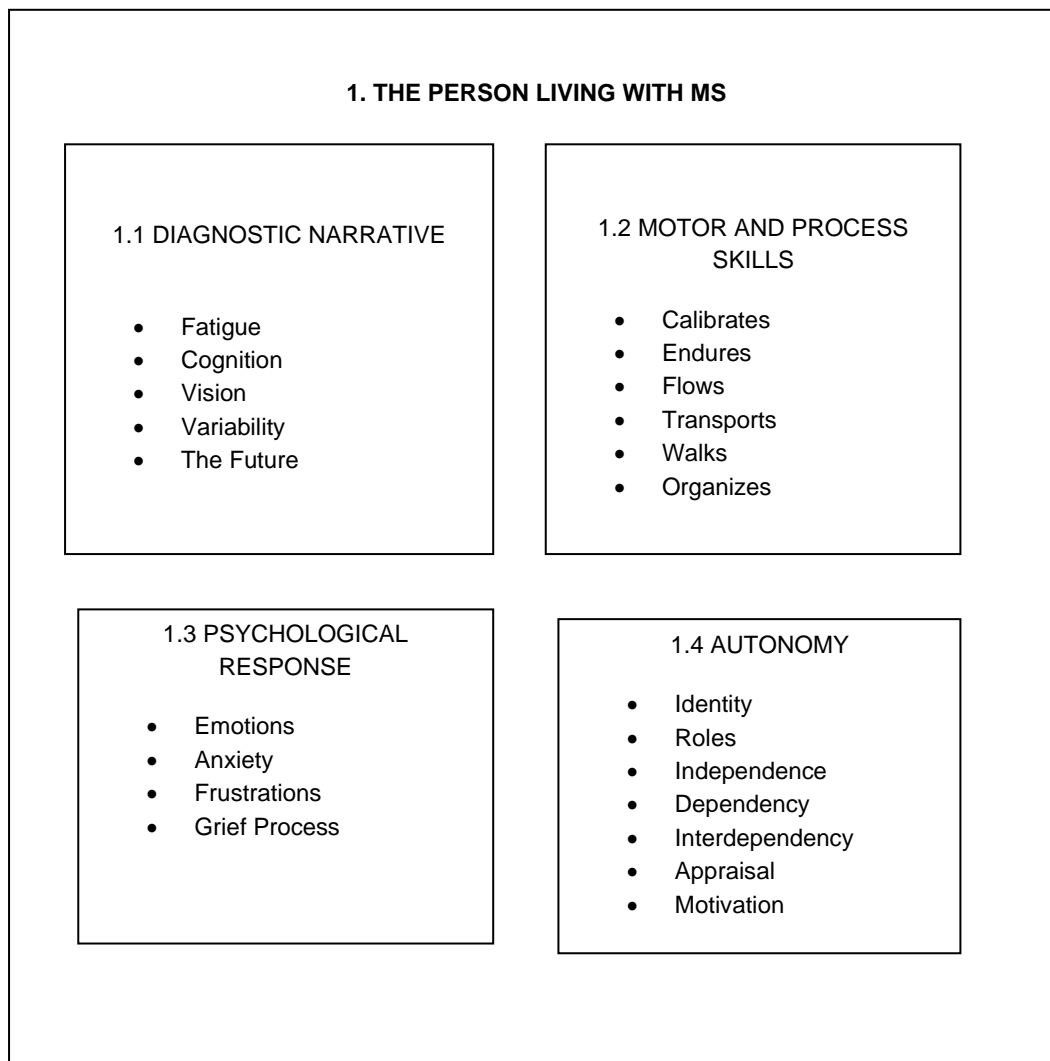 1. THE PERSON LIVING WITH MS
1.1 DIAGNOSTIC NARRATIVE
• Fatigue
• Cognition
• Vision
• Variability
• The Future
1.2 MOTOR AND PROCESS
SKILLS
• Calibrates
• Endures
• Flows
• Transports
• Walks
• Organizes
1.3 PSYCHOLOGICAL
RESPONSE
• Emotions
• Anxiety
• Frustrations
• Grief Process
1.4 AUTONOMY
• Identity
• Roles
• Independence
• Dependency
• Interdependency
• Appraisal
• Motivation